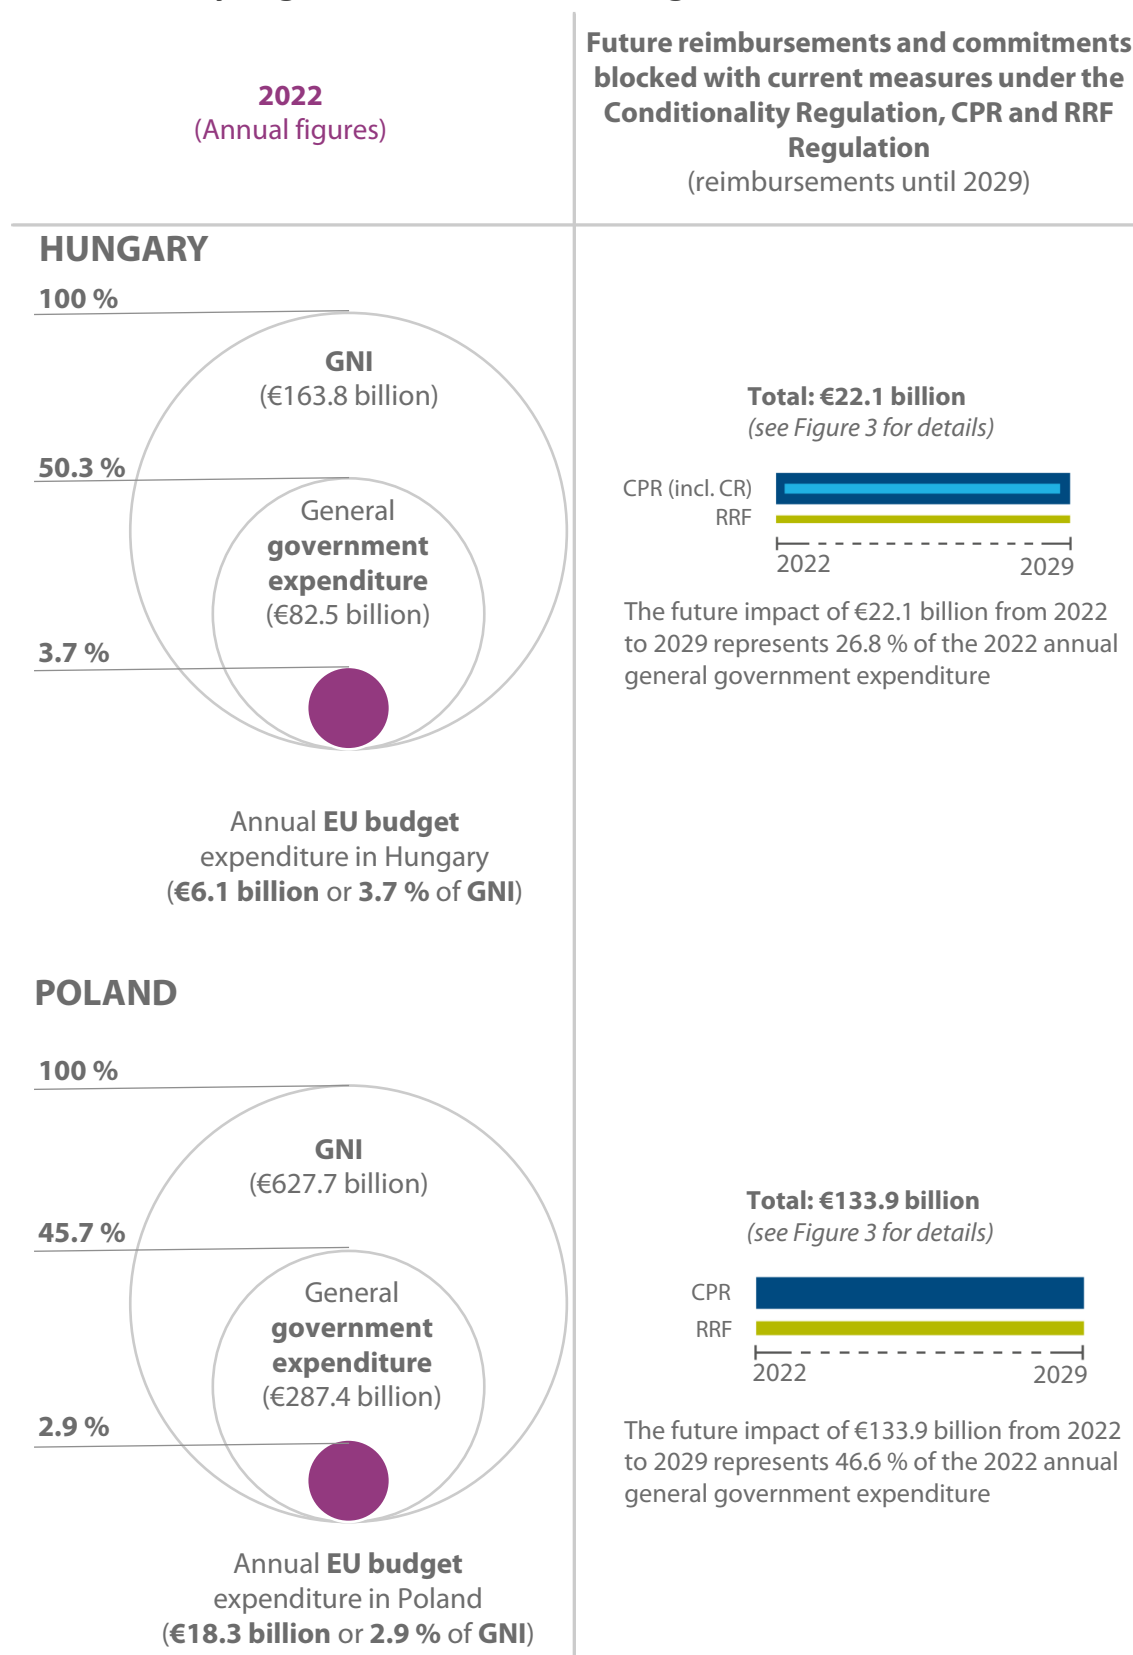 2022
(Annual figures)
Future reimbursements and commitments
blocked with current measures under the
Conditionality Regulation, CPR and RRF
Regulation
(reimbursements until 2029)
HUNGARY
100 %
GNI
(€163.8 billion)
50.3 %
General
government
expenditure
(€82.5 billion)
3.7 %
Annual EU budget
expenditure in Hungary
(€6.1 billion or 3.7 % of GNI)
Total: €22.1 billion
(see Figure 3 for details)
CPR (incl. CR)
RRF
2022
2029
The future impact of €22.1 billion from 2022
to 2029 represents 26.8 % of the 2022 annual
general government expenditure
POLAND
100 %
GNI
(€627.7 billion)
45.7 %
General
government
expenditure
(€287.4 billion)
2.9 %
Annual EU budget
expenditure in Poland
(€18.3 billion or 2.9 % of GNI)
Total: €133.9 billion
(see Figure 3 for details)
CPR
RRF
2022
2029
The future impact of €133.9 billion from 2022
to 2029 represents 46.6 % of the 2022 annual
general government expenditure